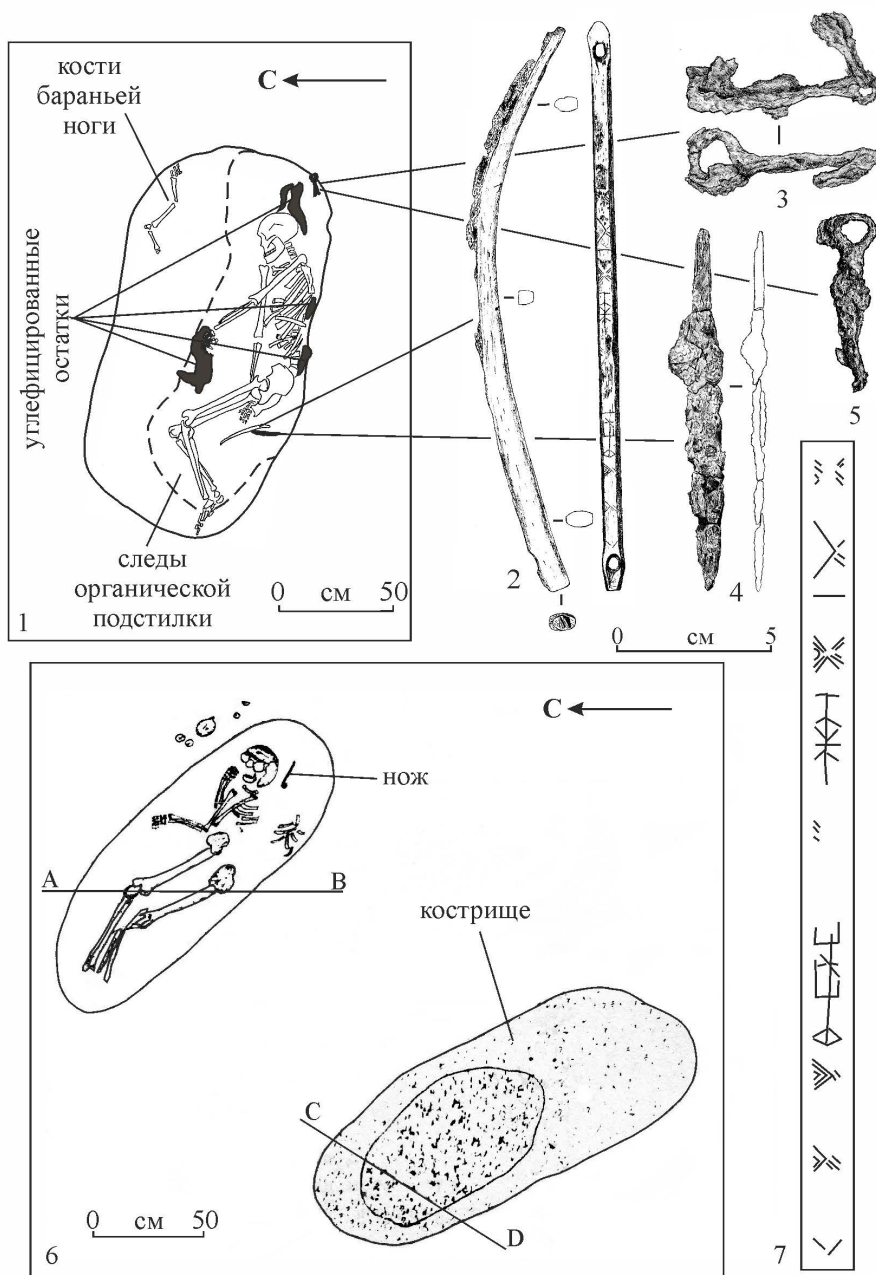 кости
бараньей
ноги
С
углефицированные
остатки
следы
органической
подстилки
0 см 50
1
2
3
4
5
0 см 5
С
нож
А В
кострище
C
D
0 см 50
6
7